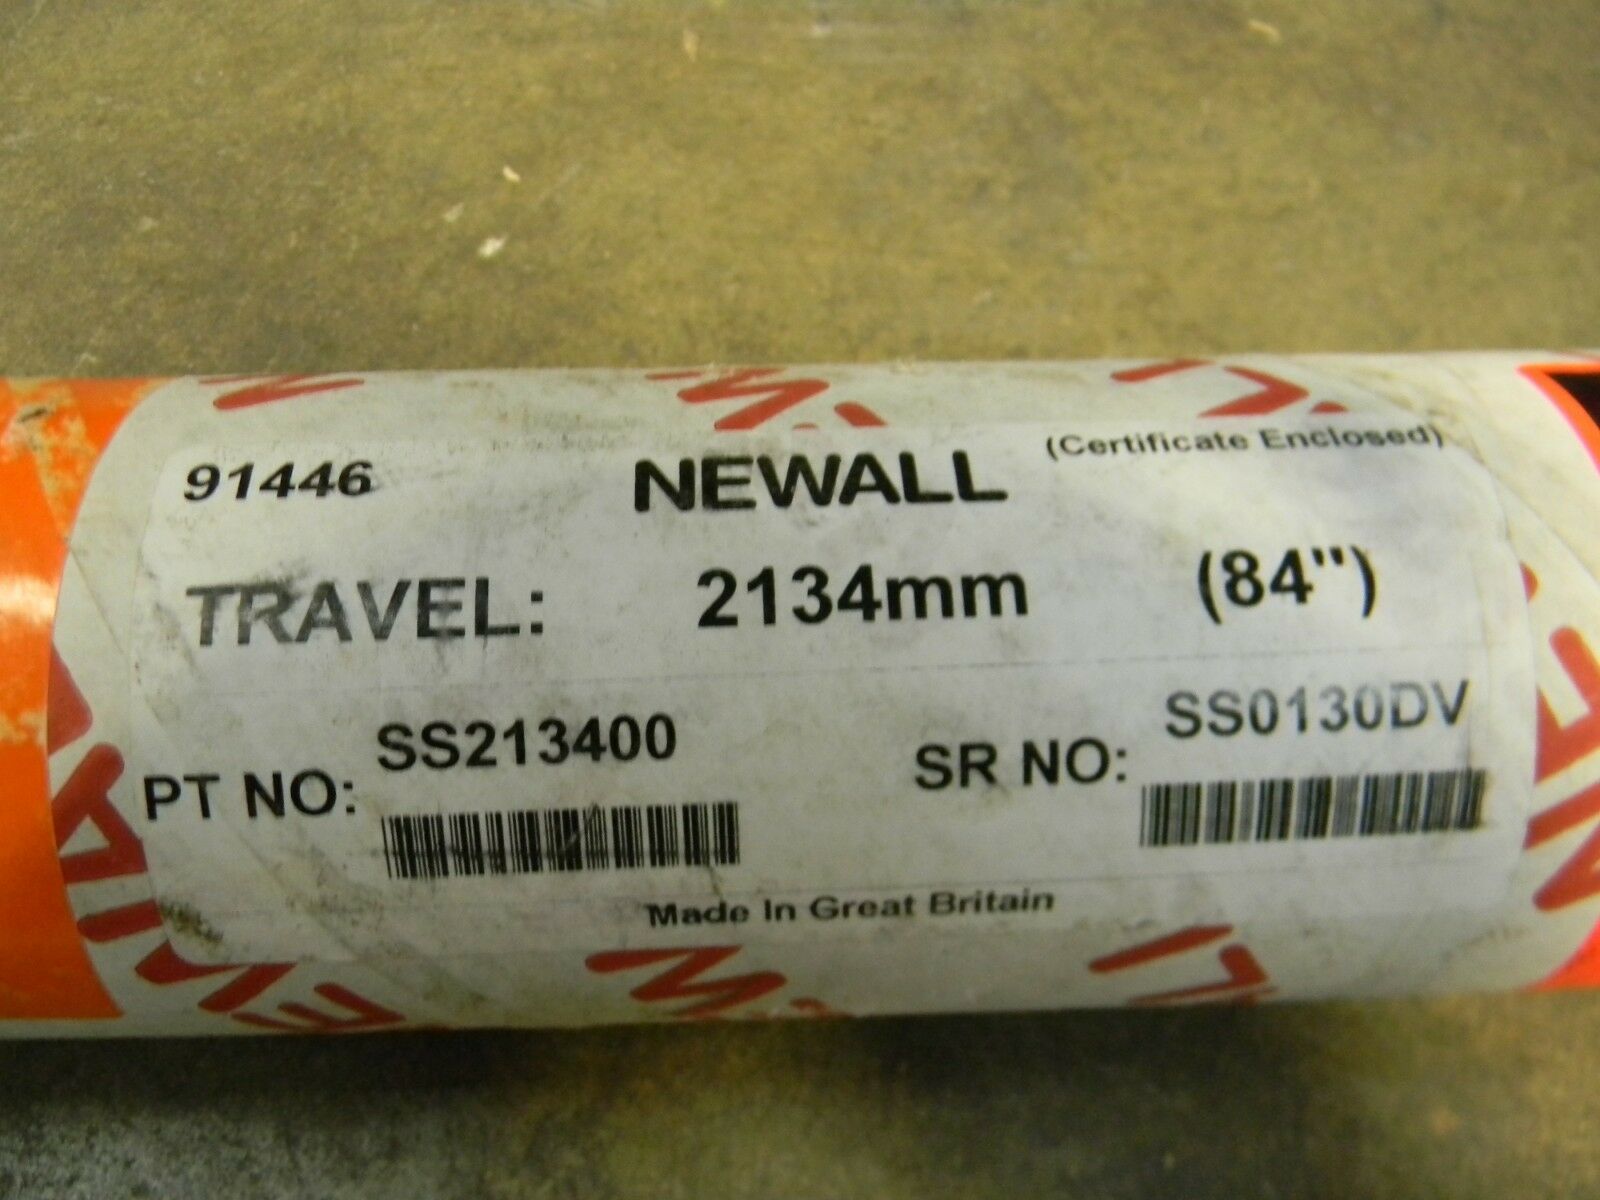 91446 NEWALL (Certificate Enclosed)
TRAVEL: 2134mm (84")
PT NO: SS213400 SR NO: SS0130DV
Made In Great Britain